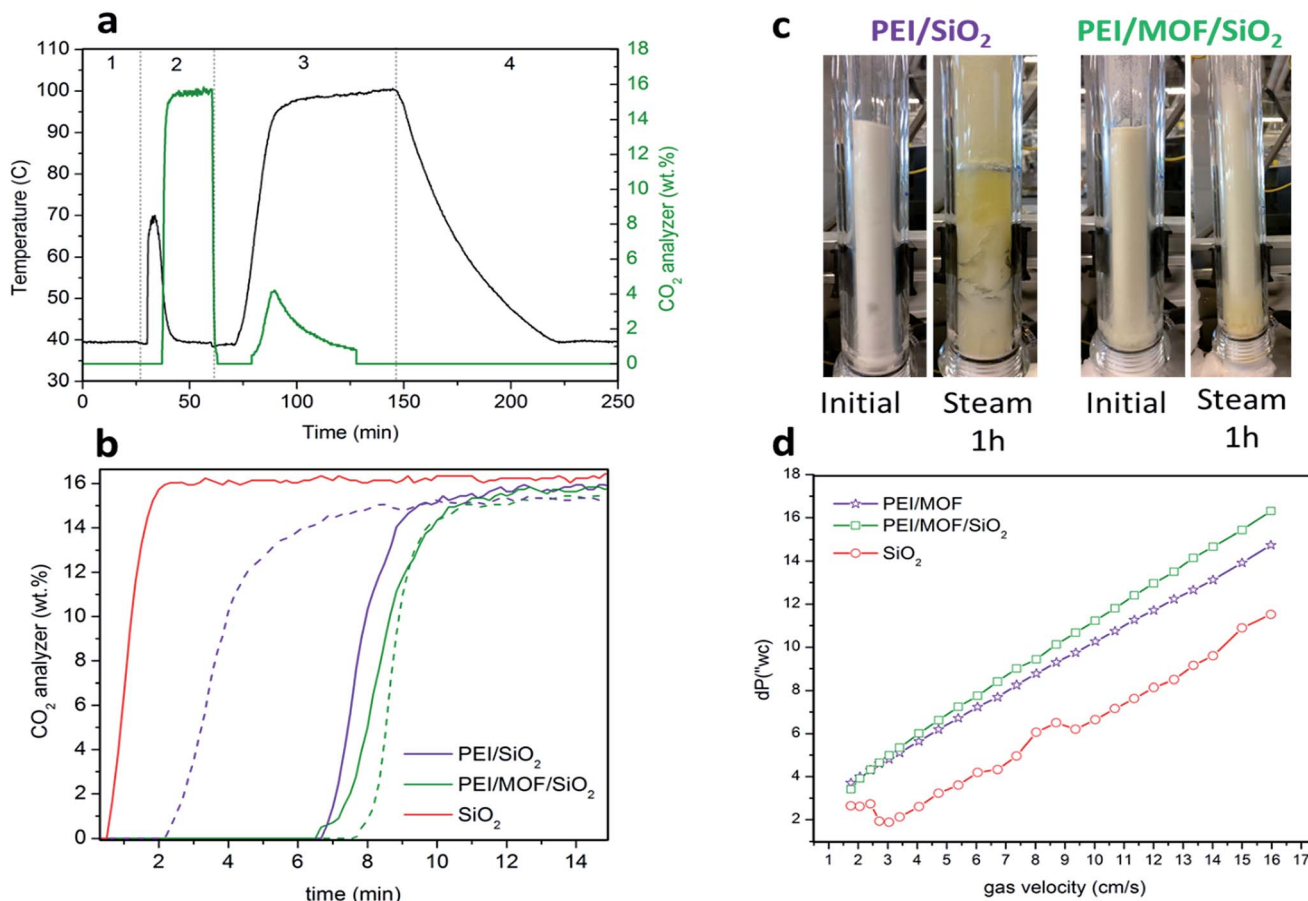 a
1 2 3 4
Temperature (C)
110
100
90
80
70
60
50
40
30
18
16
14
12
10
8
6
4
2
0
CO₂ analyzer (wt.%)
0 50 100 150 200 250
Time (min)
b
CO₂ analyzer (wt.%)
16
14
12
10
8
6
4
2
0
PEI/SiO₂
PEI/MOF/SiO₂
SiO₂
2 4 6 8 10 12 14
time (min)
c
PEI/SiO₂ PEI/MOF/SiO₂
Initial Steam Initial Steam
1h 1h
d
dP("wc)
18
16
14
12
10
8
6
4
2
PEI/MOF
PEI/MOF/SiO₂
SiO₂
1 2 3 4 5 6 7 8 9 10 11 12 13 14 15 16 17
gas velocity (cm/s)